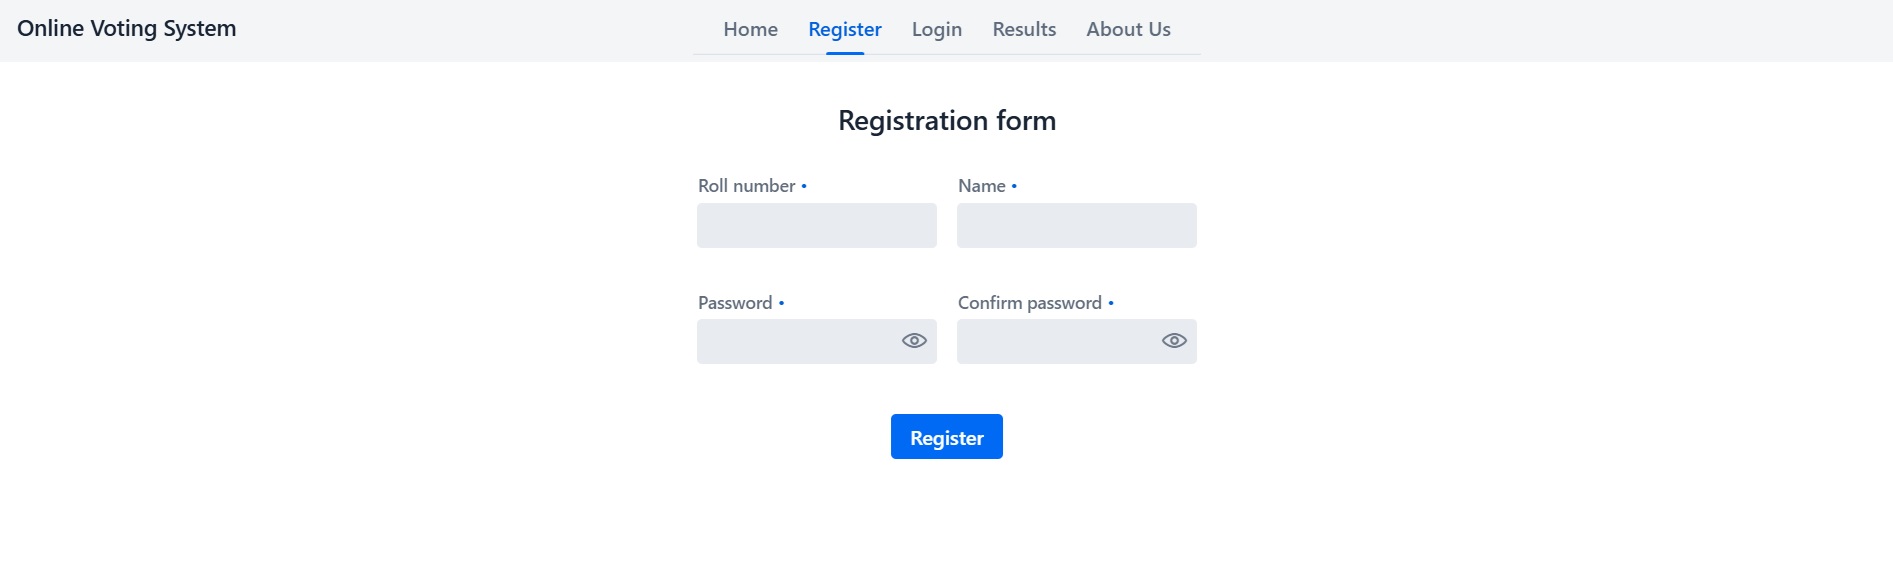 Online Voting System
Home Register Login Results About Us
Registration form
Roll number • Name •
Password • Confirm password •
Register